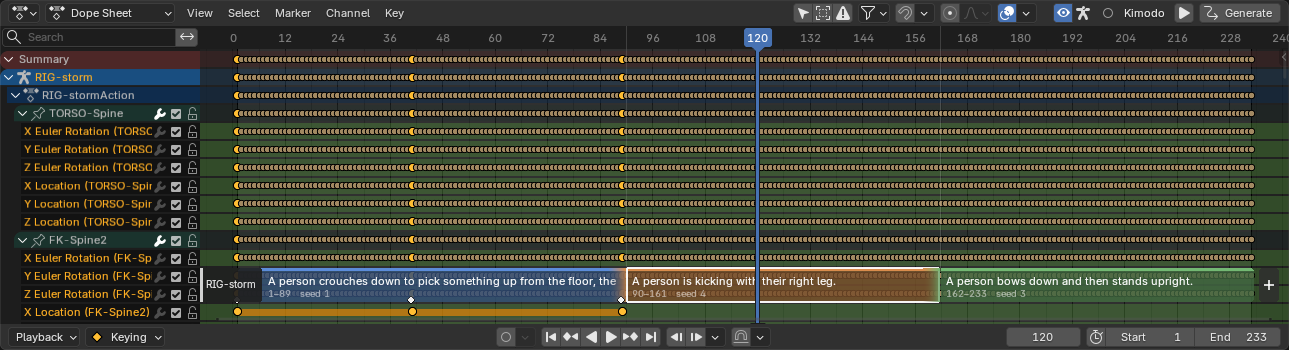 Dope Sheet View Select Marker Channel Key Kimodo Generate
Search 0 12 24 36 48 60 72 84 96 108 120 132 144 156 168 180 192 204 216 228 240
Summary
RIG-storm
RIG-stormAction
TORSO-Spine
X Euler Rotation (TORSO
Y Euler Rotation (TORSO
Z Euler Rotation (TORSO
X Location (TORSO-Spin
Y Location (TORSO-Spin
Z Location (TORSO-Spin
FK-Spine2
X Euler Rotation (FK-Sp
Y Euler Rotation (FK-Sp
Z Euler Rotation (FK-Sp
X Location (FK-Spine2)
RIG-storm
A person crouches down to pick something up from the floor, the
1–89 seed 1
A person is kicking with their right leg.
90–161 seed 4
A person bows down and then stands upright.
162–233 seed 3
+
Playback Keying 120 Start 1 End 233